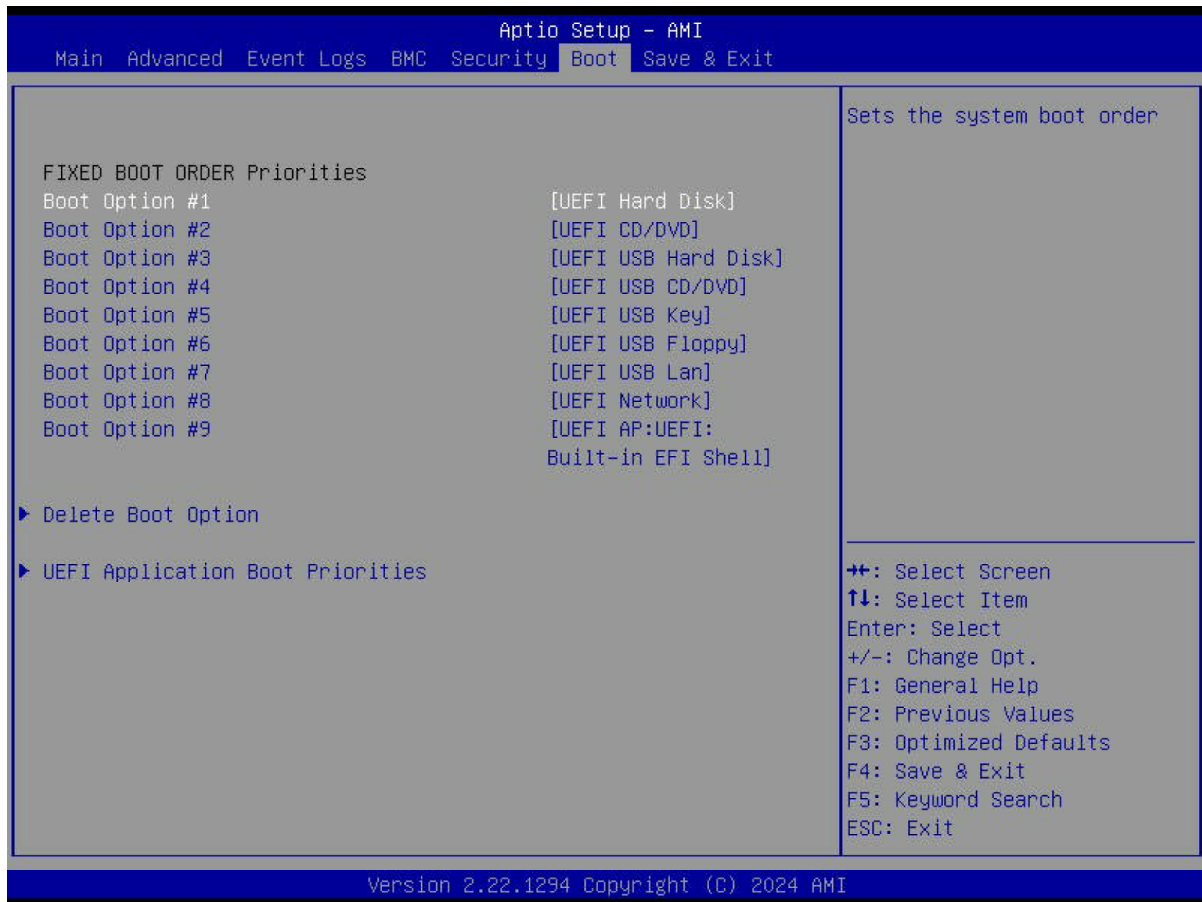 Aptio Setup – AMI
Main Advanced Event Logs BMC Security Boot Save & Exit
Sets the system boot order
FIXED BOOT ORDER Priorities
Boot Option #1 [UEFI Hard Disk]
Boot Option #2 [UEFI CD/DVD]
Boot Option #3 [UEFI USB Hard Disk]
Boot Option #4 [UEFI USB CD/DVD]
Boot Option #5 [UEFI USB Key]
Boot Option #6 [UEFI USB Floppy]
Boot Option #7 [UEFI USB Lan]
Boot Option #8 [UEFI Network]
Boot Option #9 [UEFI AP:UEFI:
Built-in EFI Shell]
▶ Delete Boot Option
▶ UEFI Application Boot Priorities
→←: Select Screen
↑↓: Select Item
Enter: Select
+/-: Change Opt.
F1: General Help
F2: Previous Values
F3: Optimized Defaults
F4: Save & Exit
F5: Keyword Search
ESC: Exit
Version 2.22.1294 Copyright (C) 2024 AMI